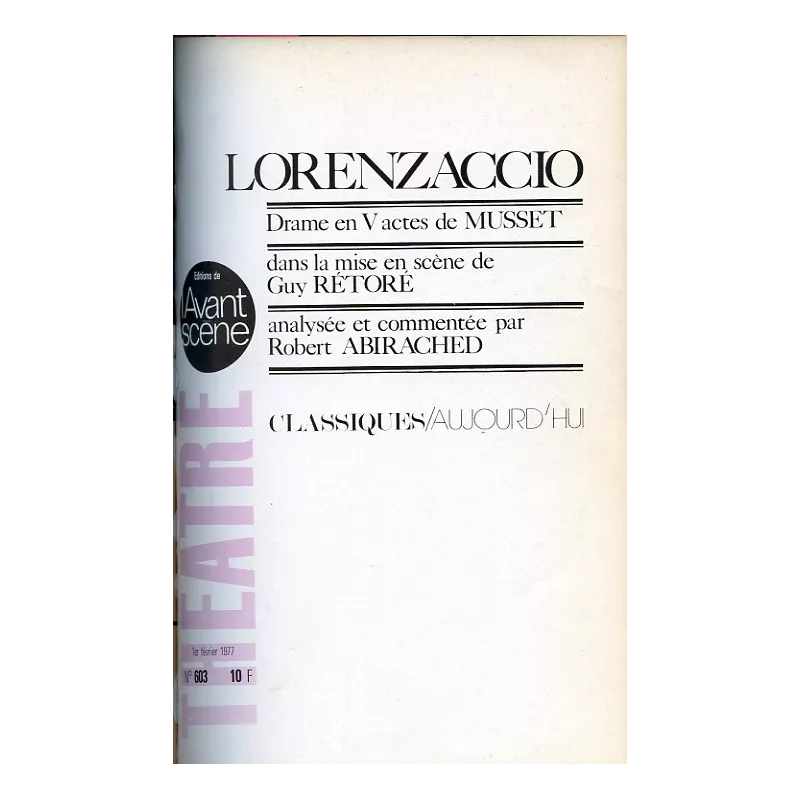 LORENZACCIO
Drame en V actes de MUSSET
dans la mise en scène de
Guy RÉTORÉ
analysée et commentée par
Robert ABIRACHED
CLASSIQUES/AUJOURD'HUI
Editions de
l'Avant
scène
THEATRE
1er février 1977
N° 603 10 F